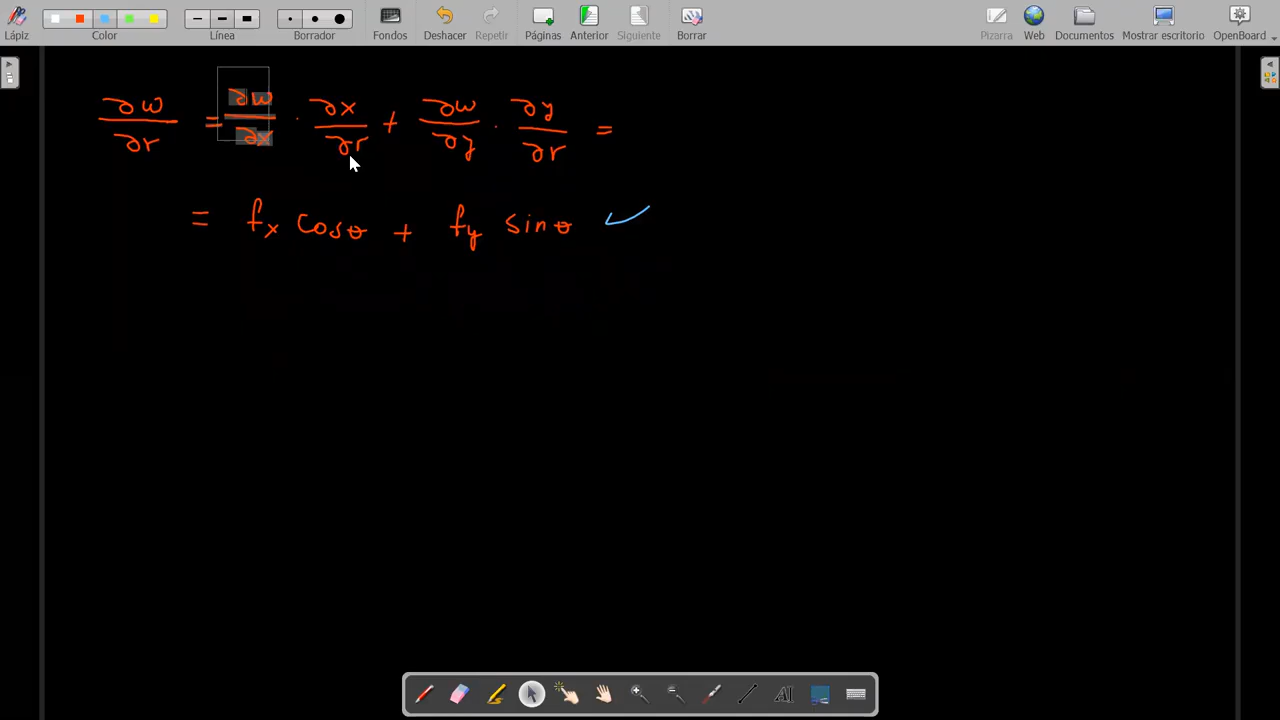 Lápiz Color Línea Borrador Fondos Deshacer Repetir Páginas Anterior Siguiente Borrar Pizarra Web Documentos Mostrar escritorio OpenBoard
∂w/∂r = ∂w/∂x · ∂x/∂r + ∂w/∂y · ∂y/∂r =
= fx cosθ + fy sinθ ✓
AI